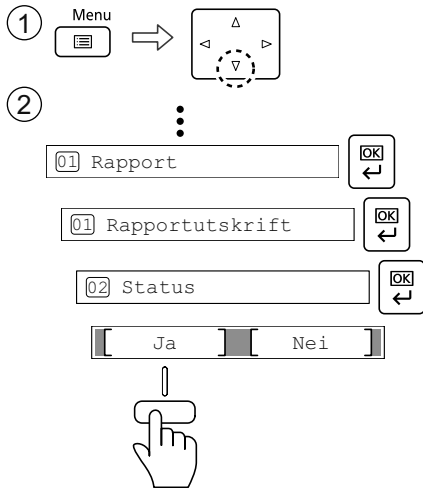 1 Menu
2
01 Rapport OK
01 Rapportutskrift OK
02 Status OK
Ja Nei